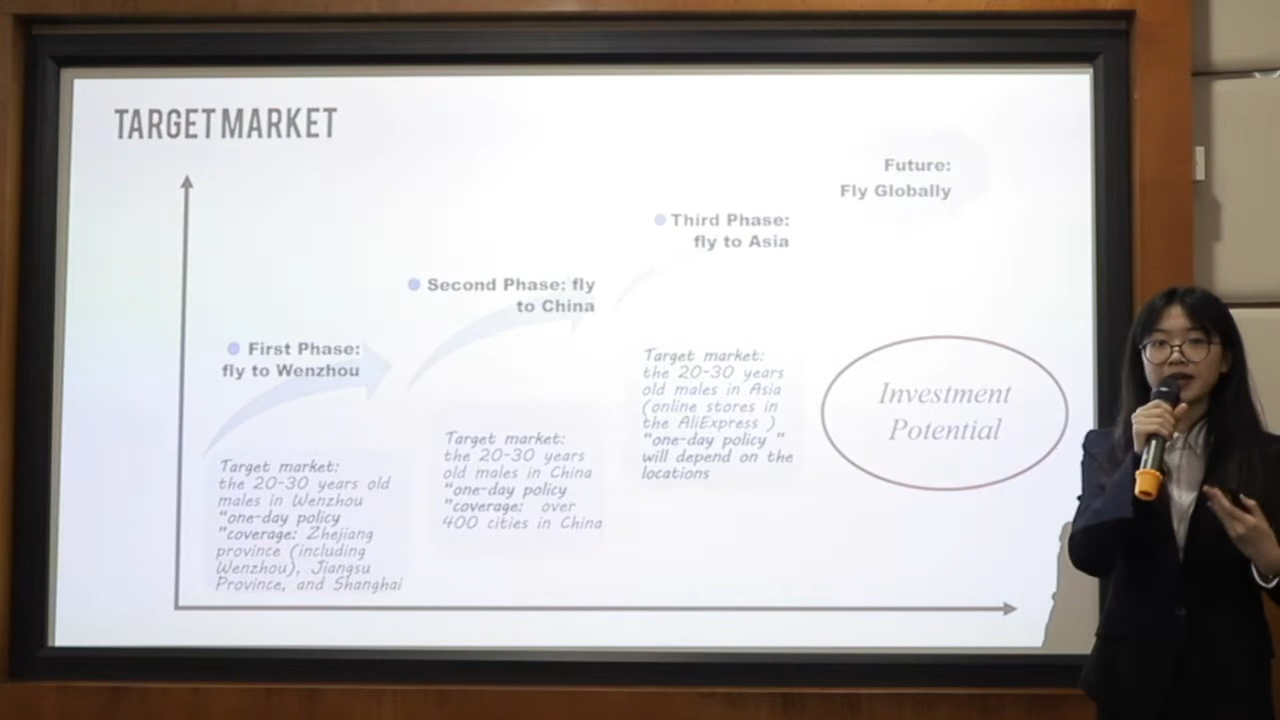 TARGET MARKET
Future:
Fly Globally
Third Phase:
fly to Asia
Second Phase: fly
to China
First Phase:
fly to Wenzhou
Target market:
the 20-30 years old
males in Wenzhou
“one-day policy
”coverage: Zhejiang
province (including
Wenzhou), Jiangsu
Province, and Shanghai
Target market:
the 20-30 years
old males in China
“one-day policy
”coverage: over
400 cities in China
Target market:
the 20-30 years
old males in Asia
(online stores in
the AliExpress )
“one-day policy ”
will depend on the
locations
Investment
Potential